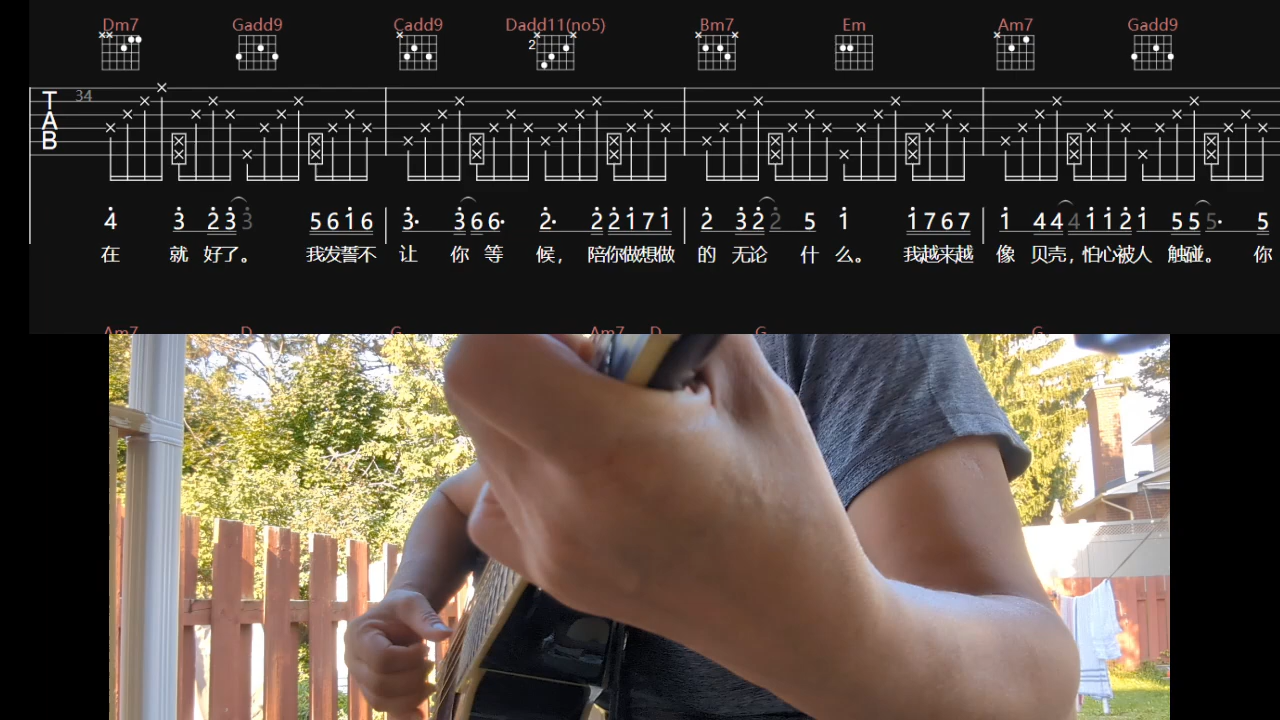 Dm7 Gadd9 Cadd9 Dadd11(no5) Bm7 Em Am7 Gadd9
2
34
TAB
4 3 2 3 3 5 6 1 6 3· 3 6 6· 2· 2 2 1 7 1 2 3 2 2 5 1 1 7 6 7 1 4 4 4 1 1 2 1 5 5 5· 5
在 就 好了。 我发誓不 让 你 等 候， 陪你做想做 的 无论 什 么。 我越来越 像 贝壳，怕心被人 触碰。 你
Am7 D G Am7 D G G